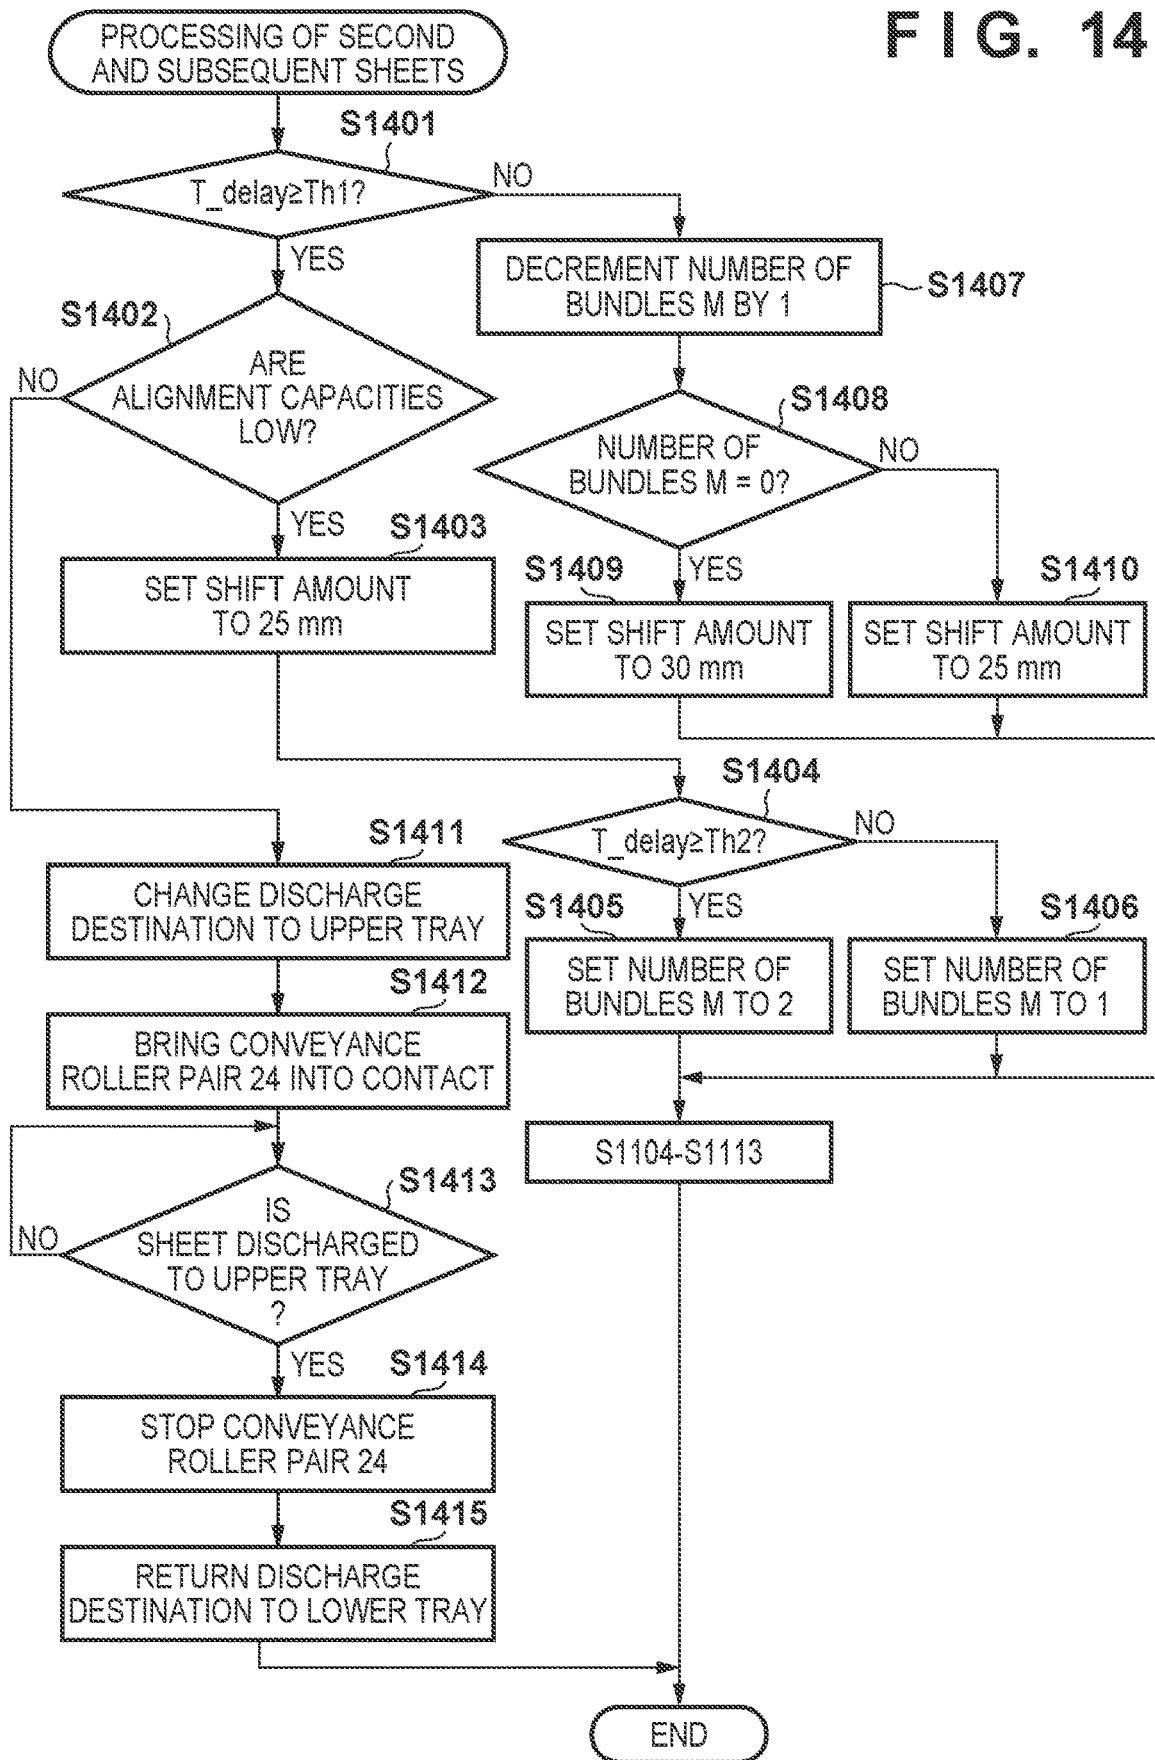 FIG. 14
PROCESSING OF SECOND
AND SUBSEQUENT SHEETS
S1401
T_delay≥Th1?
NO
YES
DECREMENT NUMBER OF
BUNDLES M BY 1
S1407
S1402
ARE
ALIGNMENT CAPACITIES
LOW?
NO
YES
S1408
NUMBER OF
BUNDLES M = 0?
NO
YES
S1403
SET SHIFT AMOUNT
TO 25 mm
S1409
SET SHIFT AMOUNT
TO 30 mm
S1410
SET SHIFT AMOUNT
TO 25 mm
S1404
T_delay≥Th2?
NO
YES
S1411
CHANGE DISCHARGE
DESTINATION TO UPPER TRAY
S1405
SET NUMBER OF
BUNDLES M TO 2
S1406
SET NUMBER OF
BUNDLES M TO 1
S1412
BRING CONVEYANCE
ROLLER PAIR 24 INTO CONTACT
S1104-S1113
S1413
IS
SHEET DISCHARGED
TO UPPER TRAY
?
NO
YES
S1414
STOP CONVEYANCE
ROLLER PAIR 24
S1415
RETURN DISCHARGE
DESTINATION TO LOWER TRAY
END